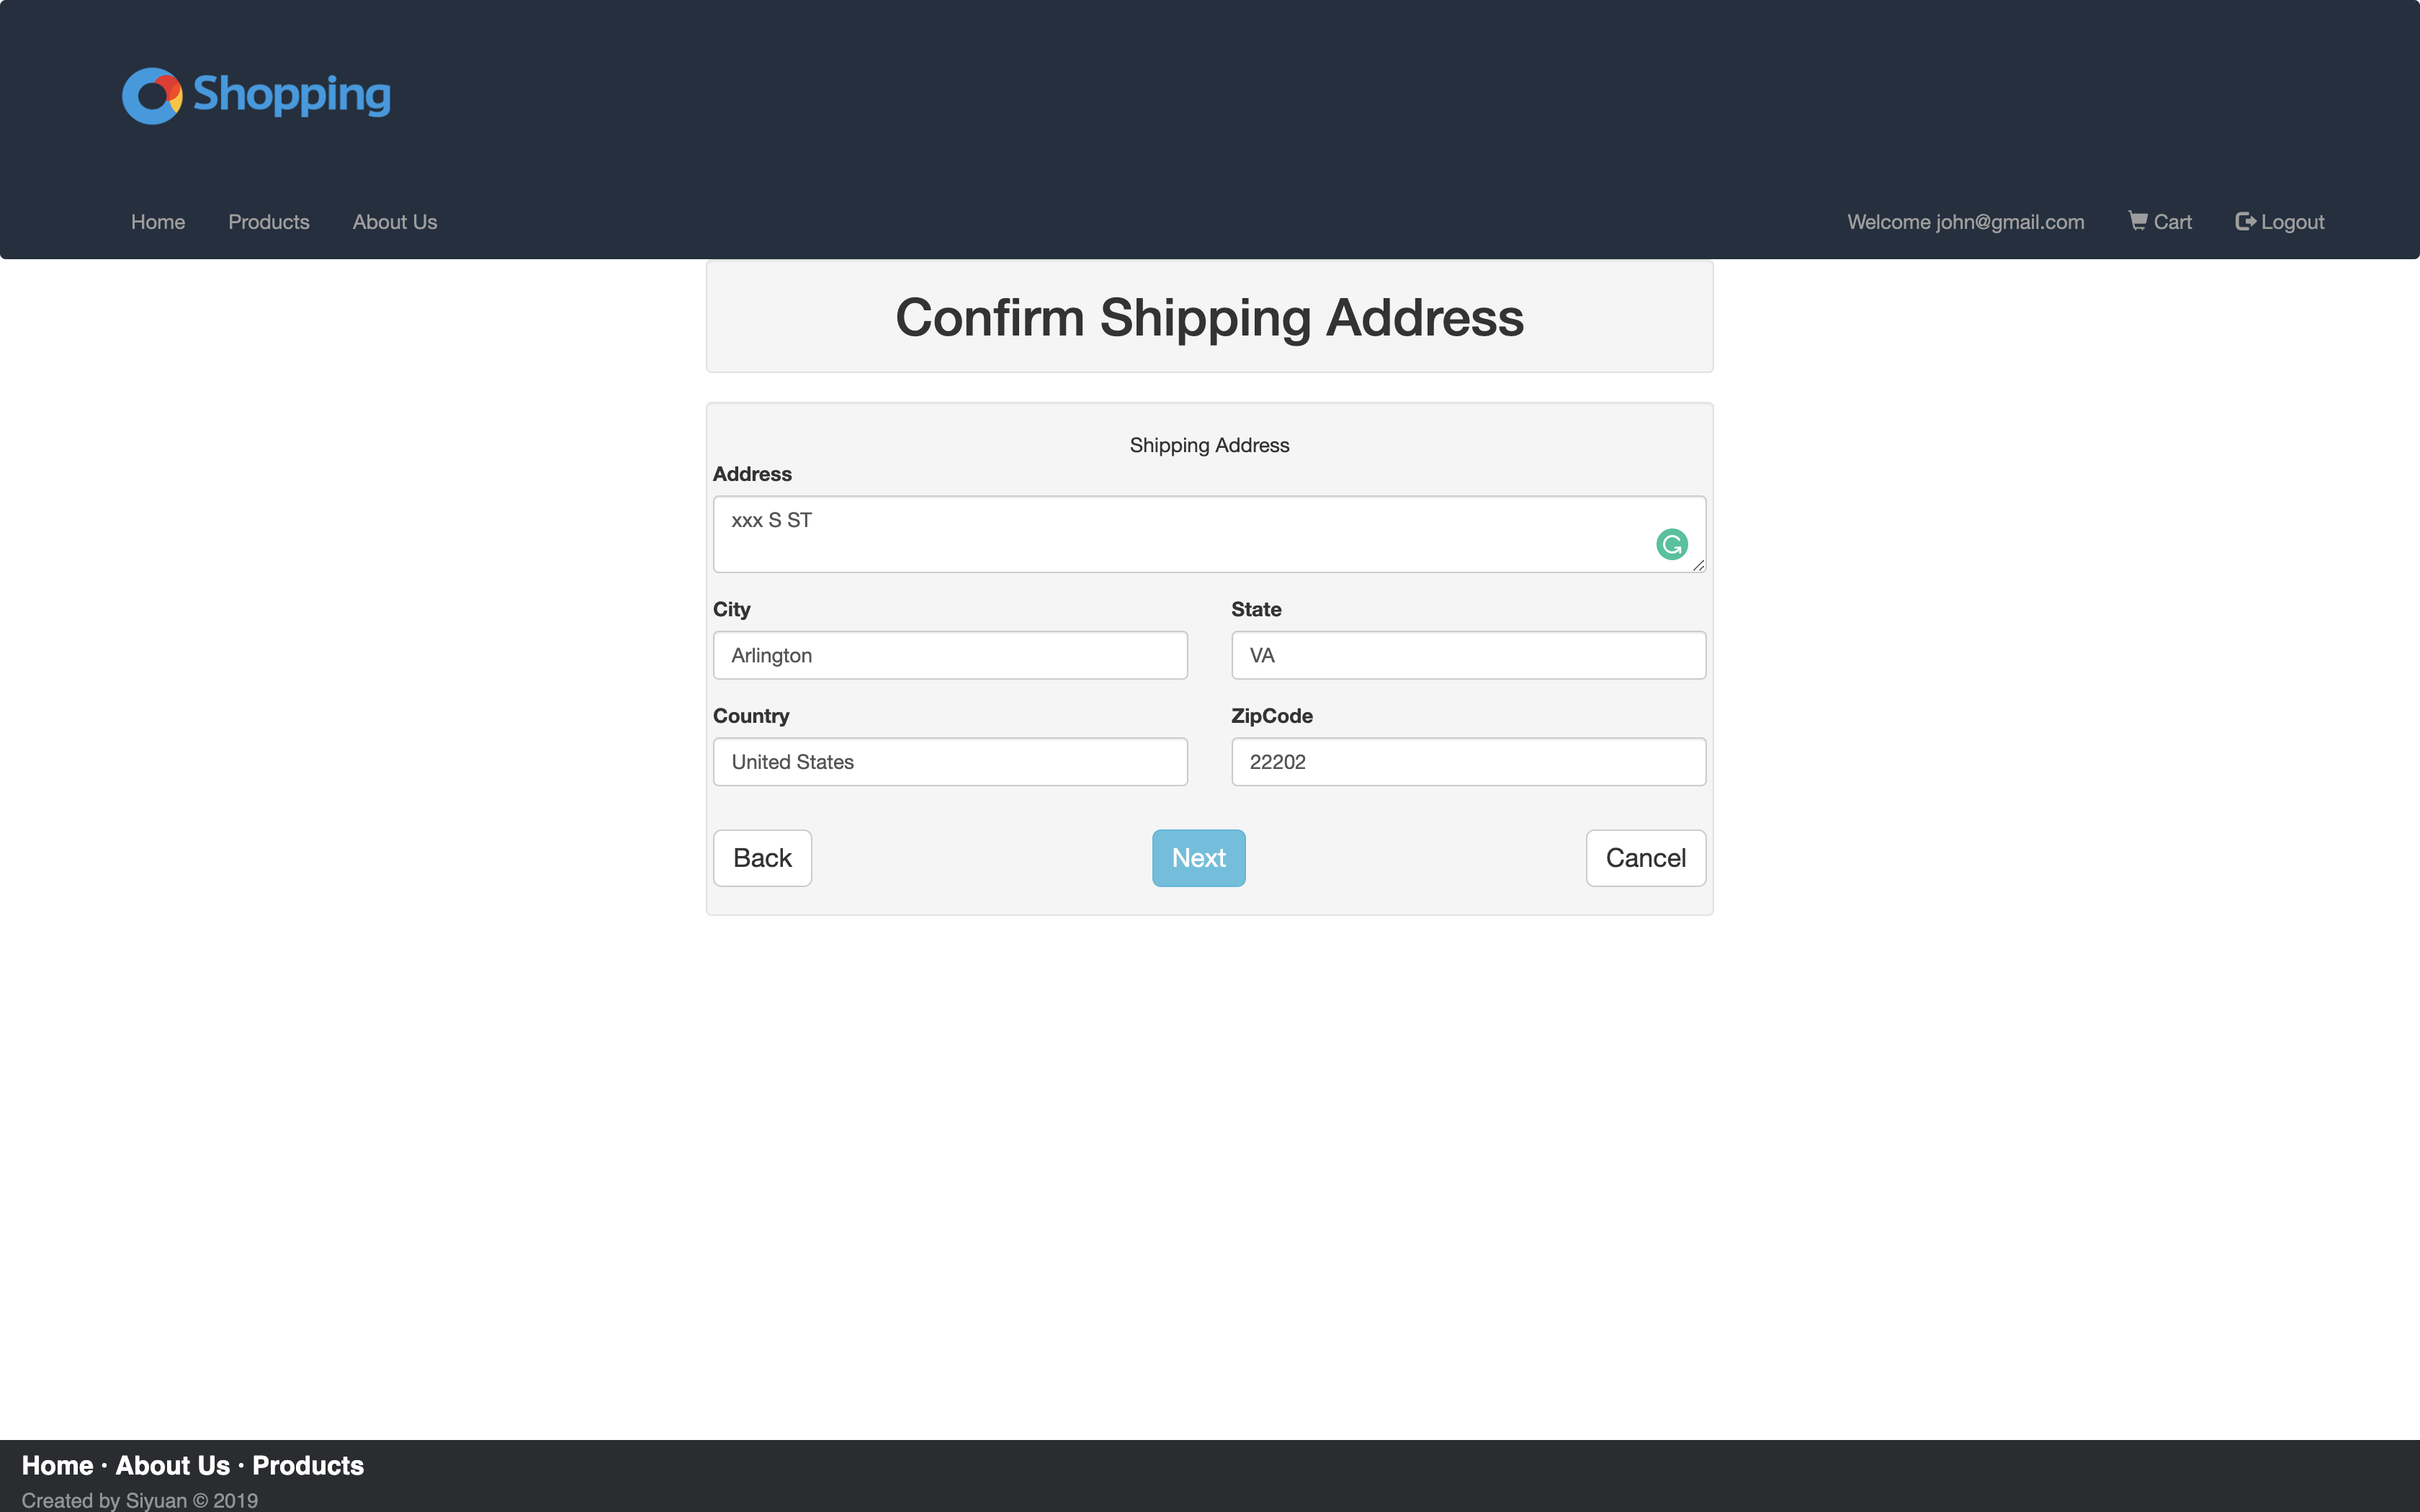 Shopping
Home Products About Us Welcome john@gmail.com Cart Logout
Confirm Shipping Address
Shipping Address
Address
xxx S ST
City State
Arlington VA
Country ZipCode
United States 22202
Back Next Cancel
Home · About Us · Products
Created by Siyuan © 2019